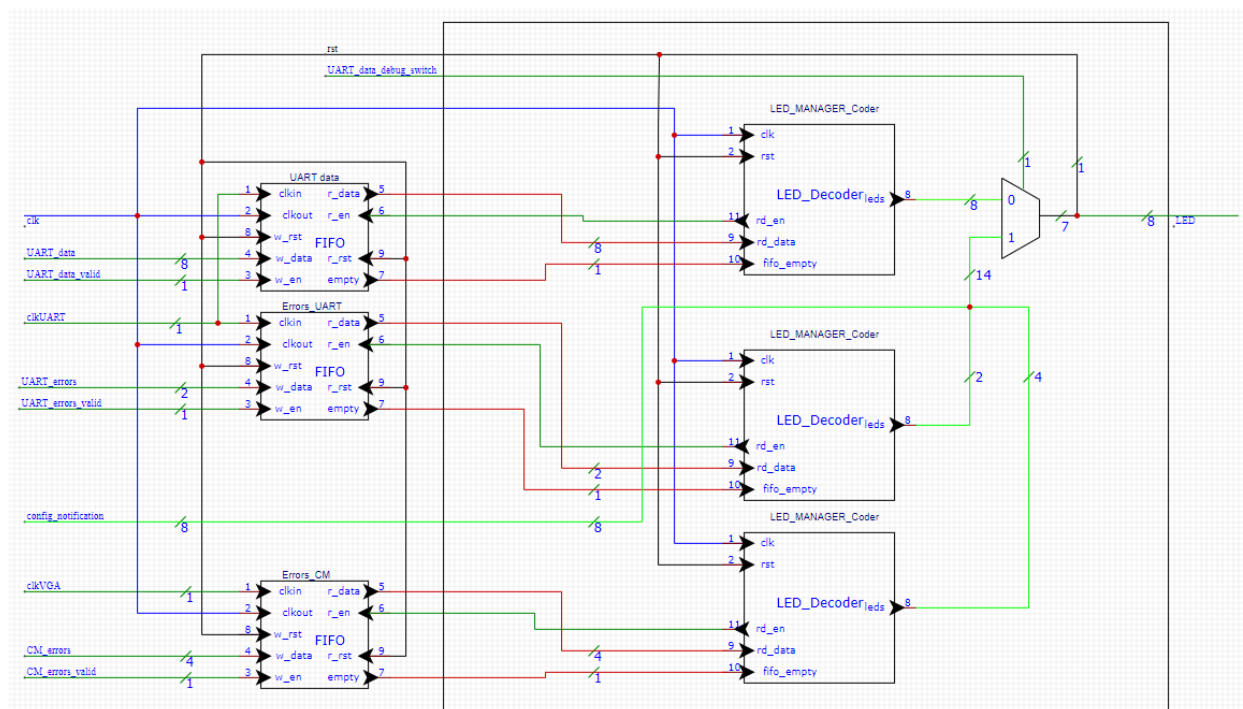 rst
UART_data_debug_switch
LED_MANAGER_Coder
1 clk
2 rst
LED_Decoder
leds 8
11 rd_en
9 rd_data
10 fifo_empty
8
1
1
0
1
7
8
LED
14
UART data
1 clkin r_data 5
2 clkout r_en 6
8 w_rst FIFO
4 w_data r_rst 9
3 w_en empty 7
clk
UART_data
8
UART_data_valid
1
8
1
Errors_UART
clkUART
1
1 clkin r_data 5
2 clkout r_en 6
8 w_rst FIFO
4 w_data r_rst 9
3 w_en empty 7
UART_errors
2
UART_errors_valid
1
LED_MANAGER_Coder
1 clk
2 rst
LED_Decoder
leds 8
11 rd_en
9 rd_data
10 fifo_empty
2
1
2
4
config_notification
8
8
LED_MANAGER_Coder
1 clk
2 rst
LED_Decoder
leds 8
11 rd_en
9 rd_data
10 fifo_empty
4
1
Errors_CM
clkVGA
1
1 clkin r_data 5
2 clkout r_en 6
8 w_rst FIFO
4 w_data r_rst 9
3 w_en empty 7
CM_errors
4
CM_errors_valid
1